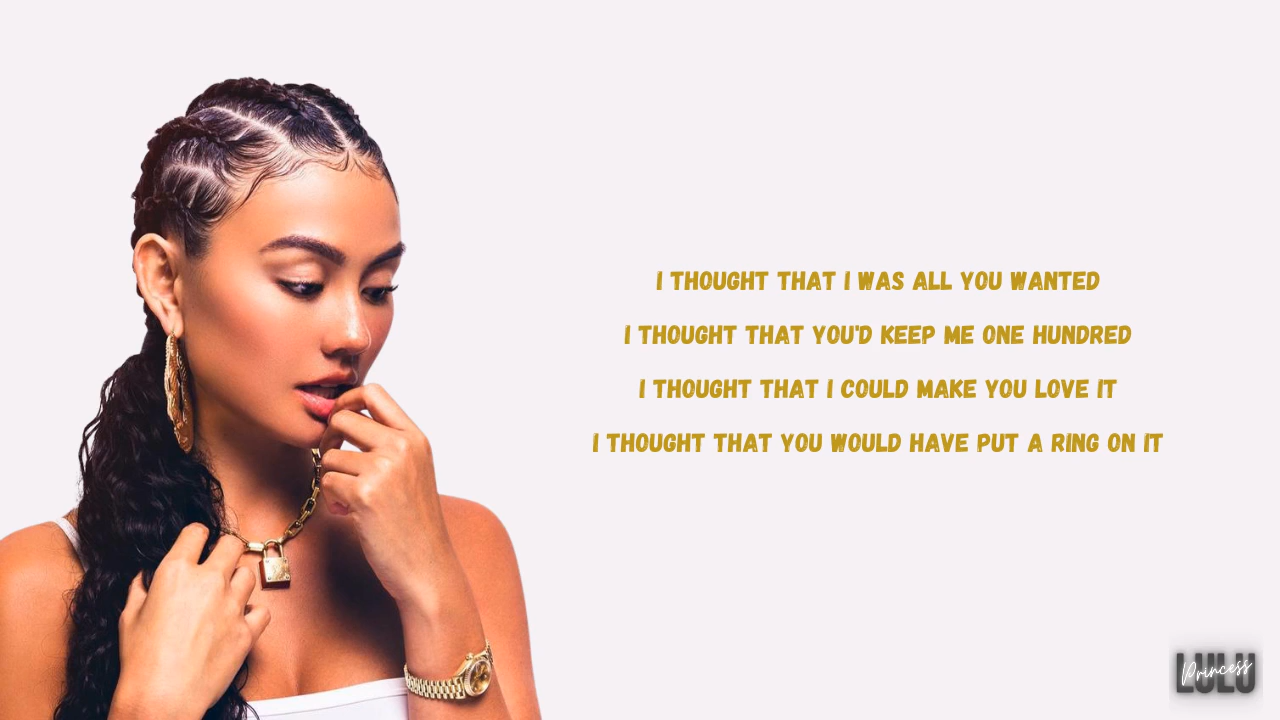 I THOUGHT THAT I WAS ALL YOU WANTED
I THOUGHT THAT YOU'D KEEP ME ONE HUNDRED
I THOUGHT THAT I COULD MAKE YOU LOVE IT
I THOUGHT THAT YOU WOULD HAVE PUT A RING ON IT
LULU
Princess